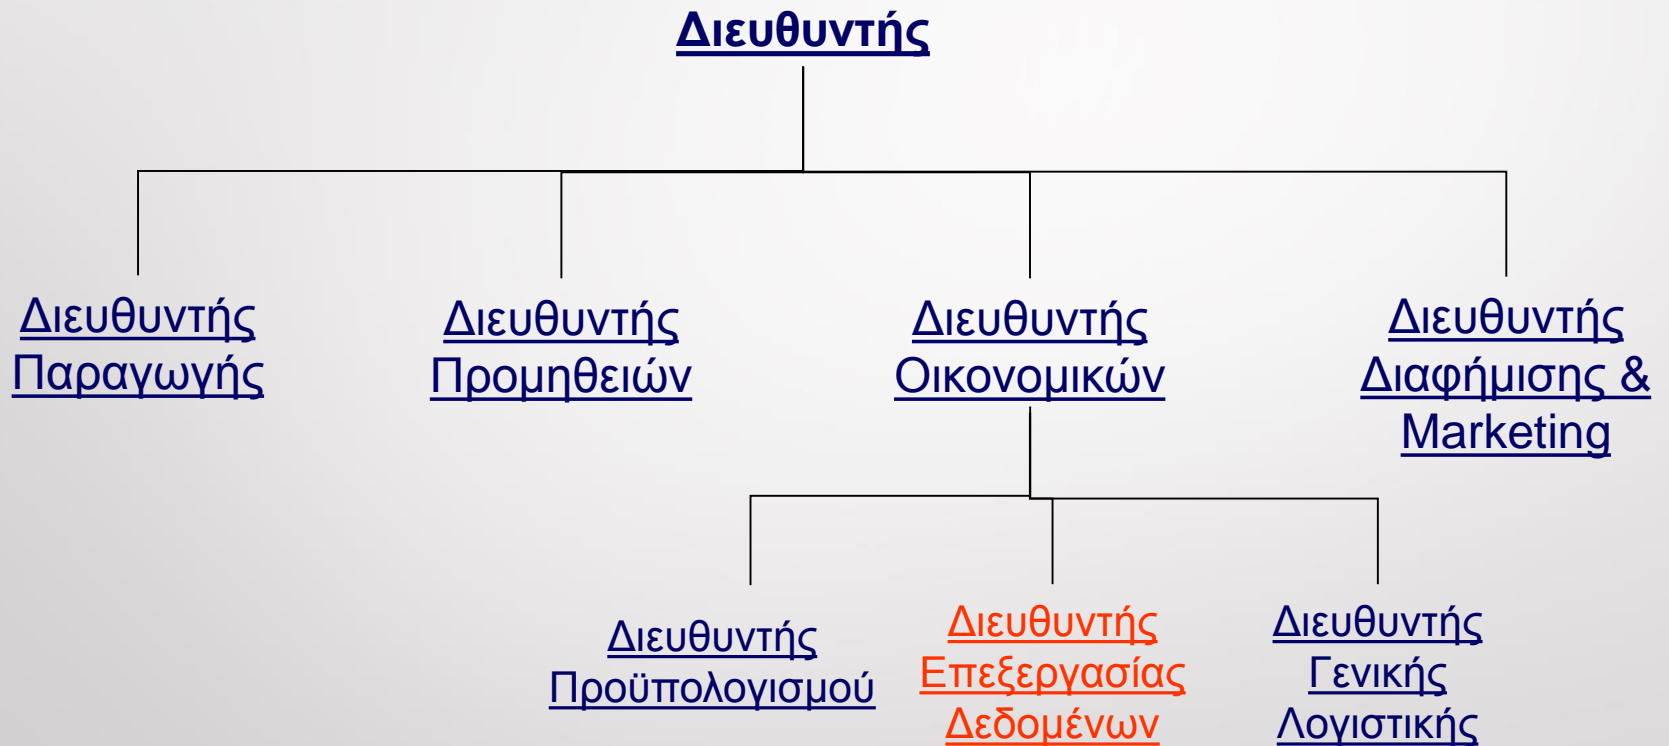 Διευθυντής
Διευθυντής
Παραγωγής
Διευθυντής
Προμηθειών
Διευθυντής
Οικονομικών
Διευθυντής
Διαφήμισης &
Marketing
Διευθυντής
Προϋπολογισμού
Διευθυντής
Επεξεργασίας
Δεδομένων
Διευθυντής
Γενικής
Λογιστικής